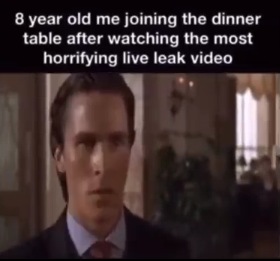 8 year old me joining the dinner
table after watching the most
horrifying live leak video